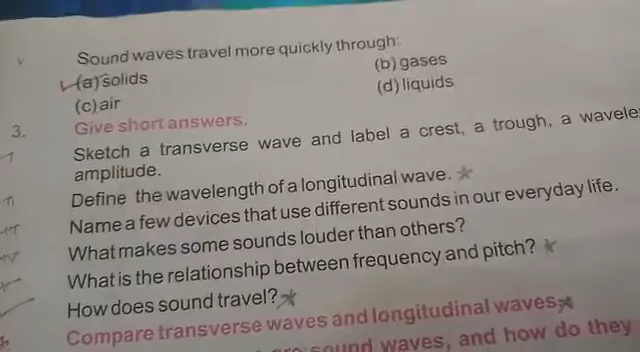 v Sound waves travel more quickly through:
(a) solids (b) gases
(c) air (d) liquids
3. Give short answers.
Sketch a transverse wave and label a crest, a trough, a
amplitude.
Define the wavelength of a longitudinal wave.
Name a few devices that use different sounds in our everyday life.
What makes some sounds louder than others?
What is the relationship between frequency and pitch?
How does sound travel?
Compare transverse waves and longitudinal waves.
sound waves, and how do they